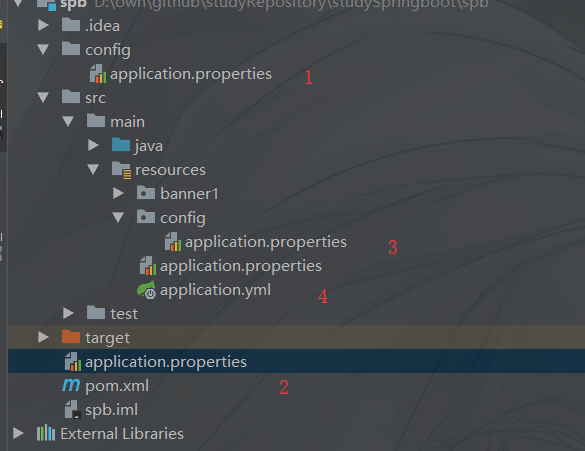 spb D:\own\github\studyRepository\studySpringboot\spb
.idea
config
application.properties 1
src
main
java
resources
banner1
config
application.properties 3
application.properties
application.yml 4
test
target
application.properties
pom.xml 2
spb.iml
External Libraries